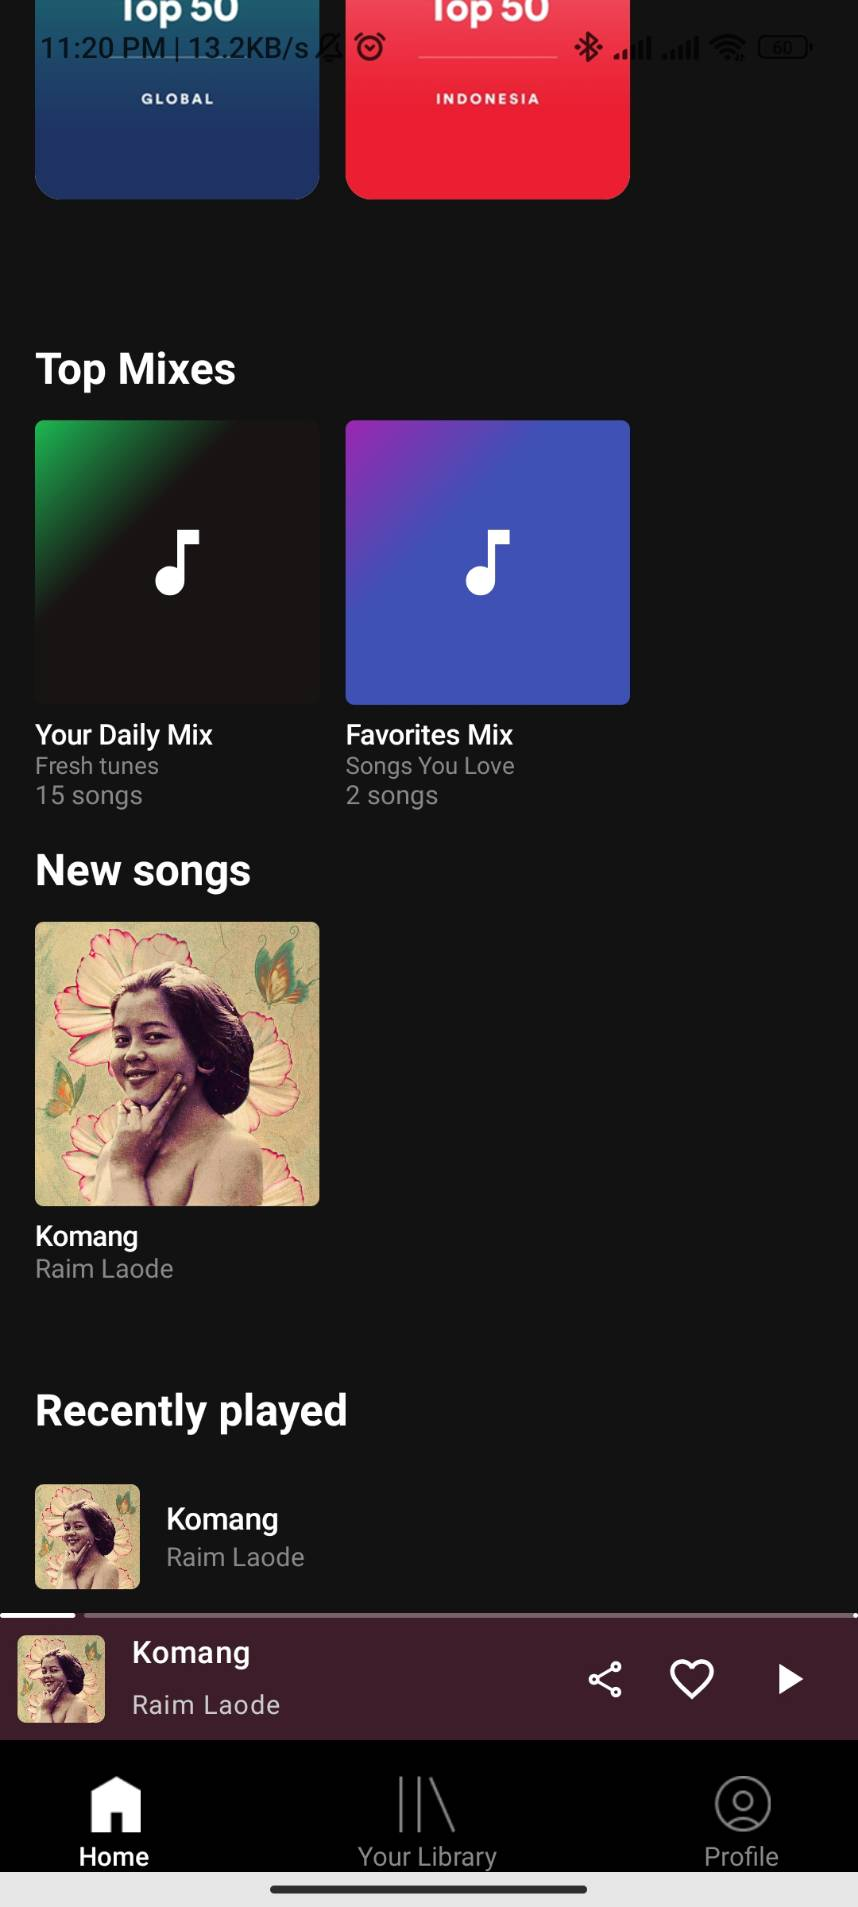 Top 50
Top 50
11:20 PM | 13.2KB/s
60
GLOBAL
INDONESIA
Top Mixes
Your Daily Mix
Fresh tunes
15 songs
Favorites Mix
Songs You Love
2 songs
New songs
Komang
Raim Laode
Recently played
Komang
Raim Laode
Komang
Raim Laode
Home
Your Library
Profile